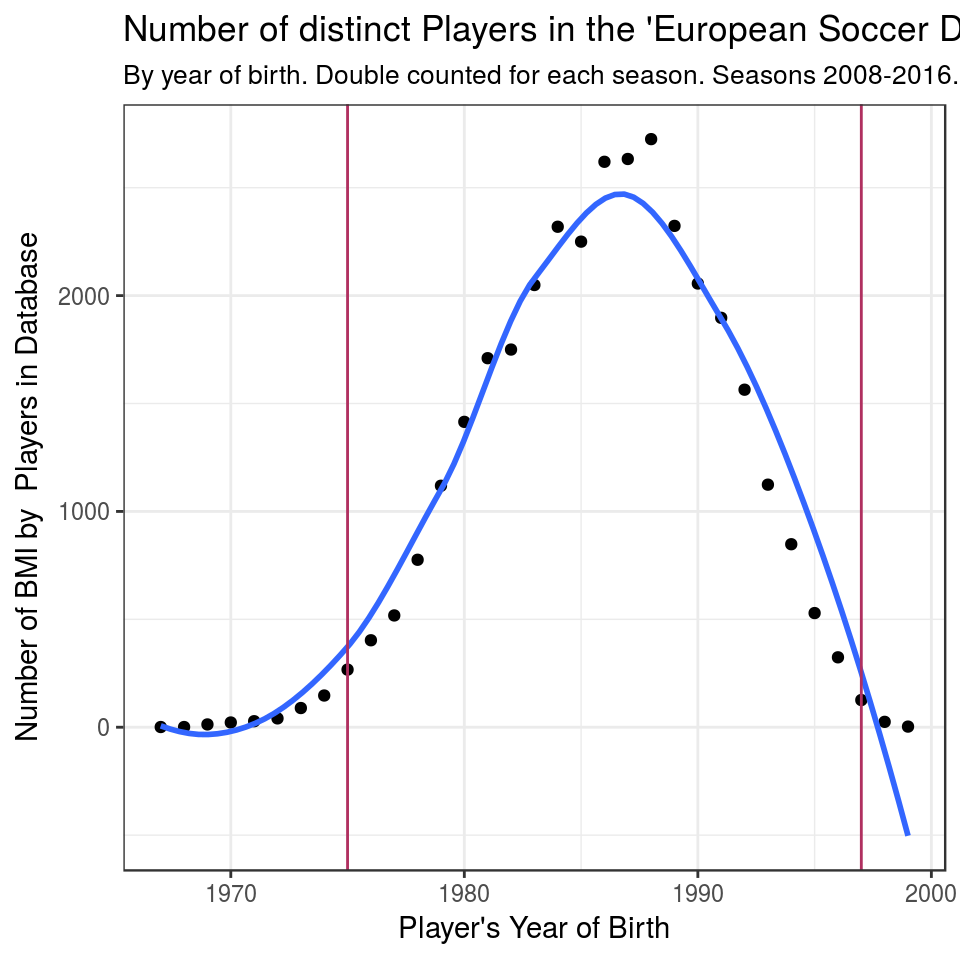 Number of distinct Players in the 'European Soccer D
By year of birth. Double counted for each season. Seasons 2008-2016.
Number of BMI by  Players in Database
2000
1000
0
1970 1980 1990 2000
Player's Year of Birth